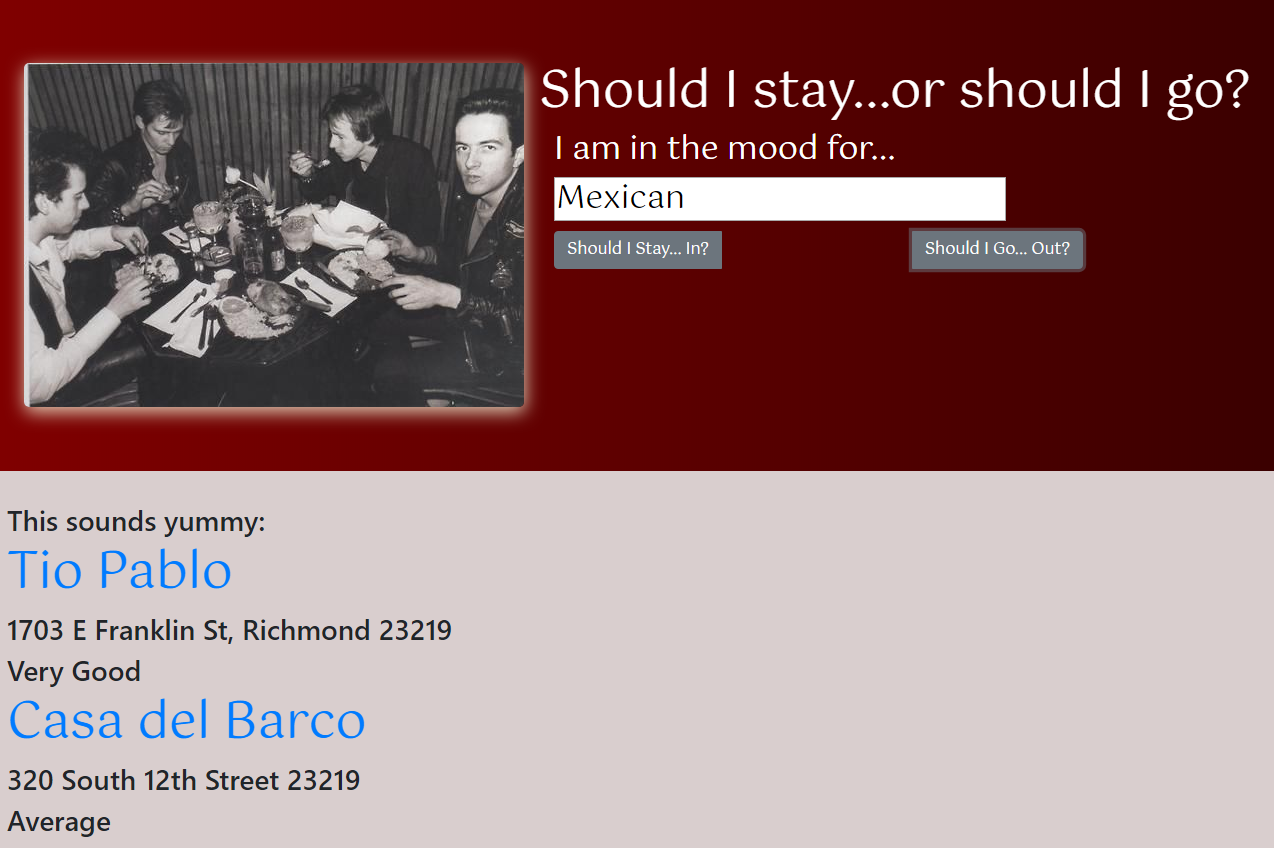 Should I stay...or should I go?
I am in the mood for...
Mexican
Should I Stay... In?
Should I Go... Out?
This sounds yummy:
Tio Pablo
1703 E Franklin St, Richmond 23219
Very Good
Casa del Barco
320 South 12th Street 23219
Average